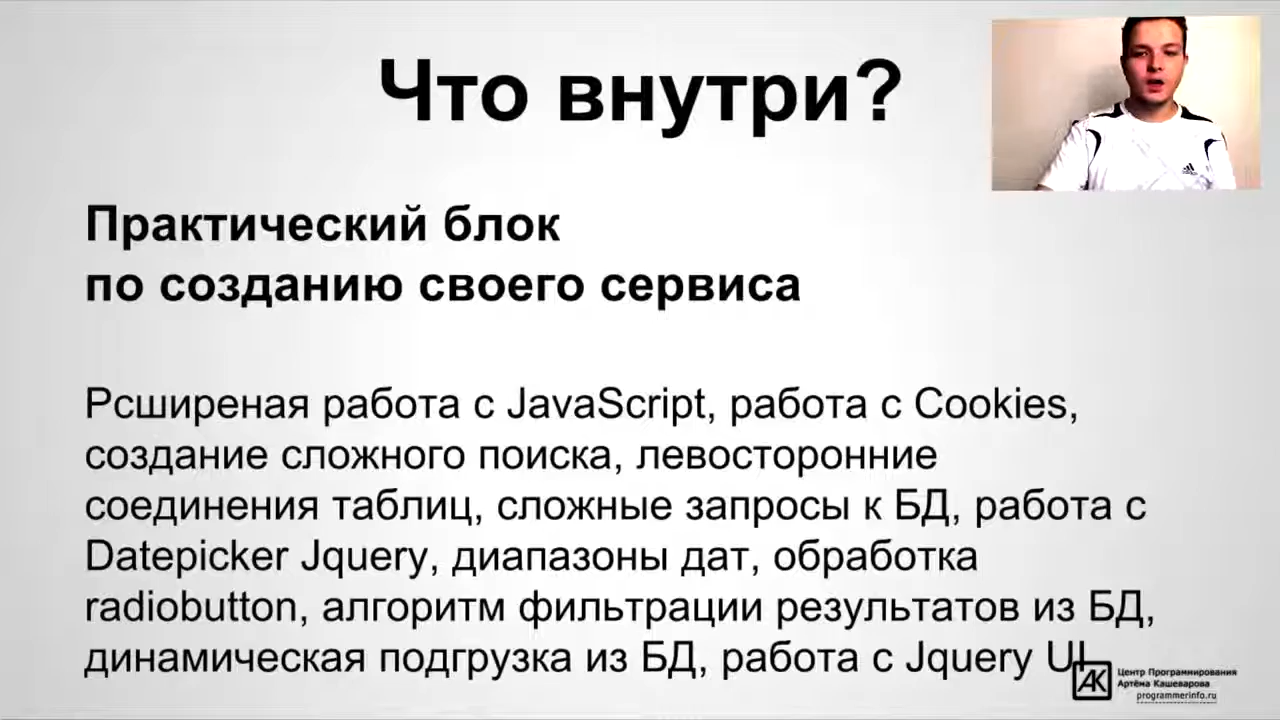 Что внутри?
Практический блок
по созданию своего сервиса
Рсширеная работа с JavaScript, работа с Cookies,
создание сложного поиска, левосторонние
соединения таблиц, сложные запросы к БД, работа с
Datepicker Jquery, диапазоны дат, обработка
radiobutton, алгоритм фильтрации результатов из БД,
динамическая подгрузка из БД, работа с Jquery UI
АК
Центр Программирования
Артёма Кашеварова
programmerinfo.ru
adidas